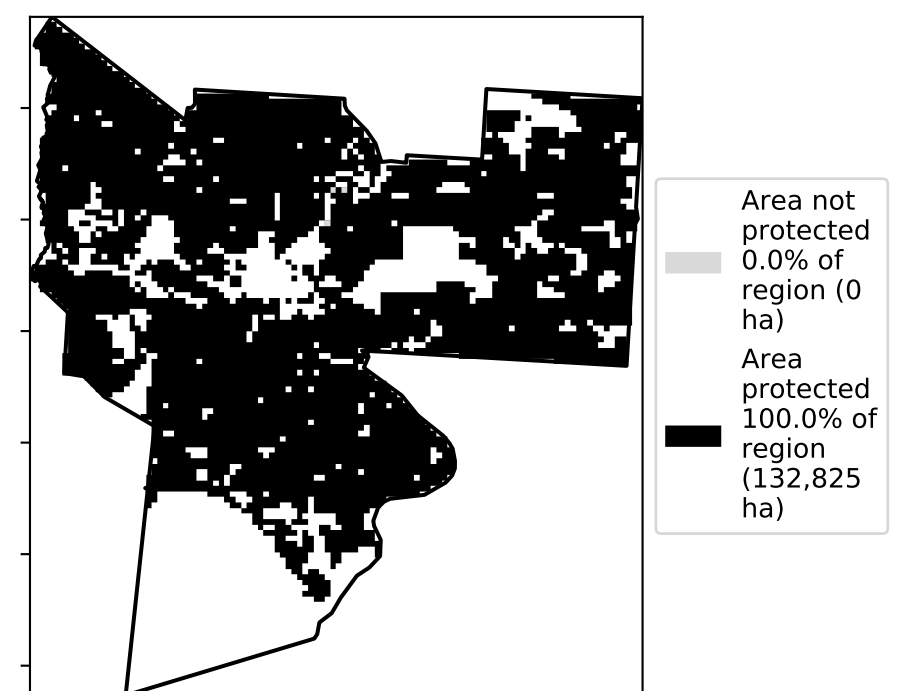 Area not
protected
0.0% of
region (0
ha)
Area
protected
100.0% of
region
(132,825
ha)